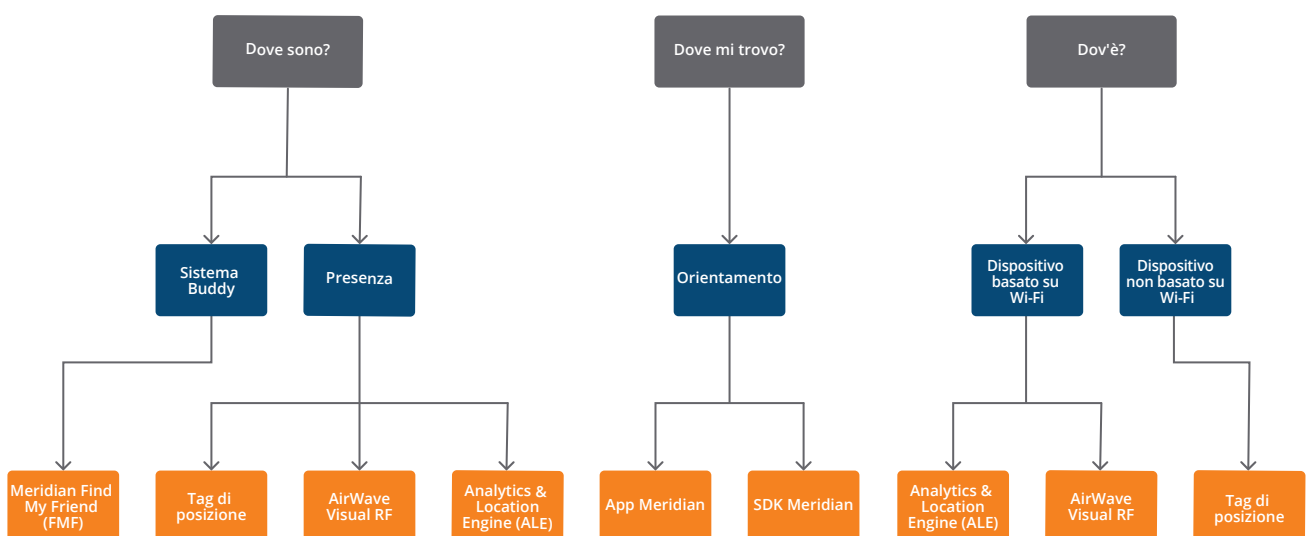 Dove sono?
Dove mi trovo?
Dov'è?
Sistema
Buddy
Presenza
Orientamento
Dispositivo
basato su
Wi-Fi
Dispositivo
non basato su
Wi-Fi
Meridian Find
My Friend
(FMF)
Tag di
posizione
AirWave
Visual RF
Analytics &
Location
Engine (ALE)
App Meridian
SDK Meridian
Analytics &
Location
Engine (ALE)
AirWave
Visual RF
Tag di
posizione